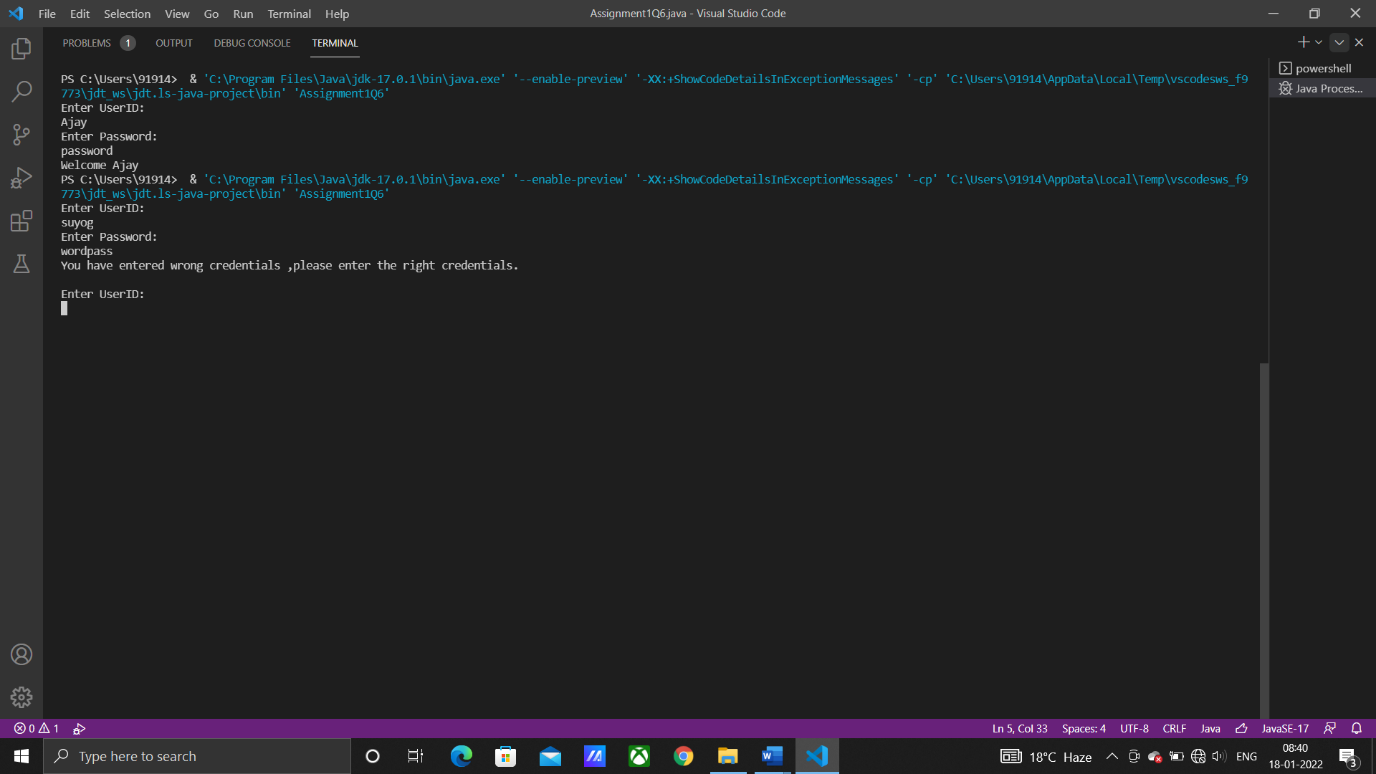 File Edit Selection View Go Run Terminal Help
Assignment1Q6.java - Visual Studio Code
PROBLEMS 1 OUTPUT DEBUG CONSOLE TERMINAL
PS C:\Users\91914>  & 'C:\Program Files\Java\jdk-17.0.1\bin\java.exe' '--enable-preview' '-XX:+ShowCodeDetailsInExceptionMessages' '-cp' 'C:\Users\91914\AppData\Local\Temp\vscodesws_f9
773\jdt_ws\jdt.ls-java-project\bin' 'Assignment1Q6'
Enter UserID:
Ajay
Enter Password:
password
Welcome Ajay
PS C:\Users\91914>  & 'C:\Program Files\Java\jdk-17.0.1\bin\java.exe' '--enable-preview' '-XX:+ShowCodeDetailsInExceptionMessages' '-cp' 'C:\Users\91914\AppData\Local\Temp\vscodesws_f9
773\jdt_ws\jdt.ls-java-project\bin' 'Assignment1Q6'
Enter UserID:
suyog
Enter Password:
wordpass
You have entered wrong credentials ,please enter the right credentials.
Enter UserID:
powershell
Java Proces...
0 1
Ln 5, Col 33 Spaces: 4 UTF-8 CRLF Java JavaSE-17
Type here to search
18°C Haze
ENG
08:40
18-01-2022
3